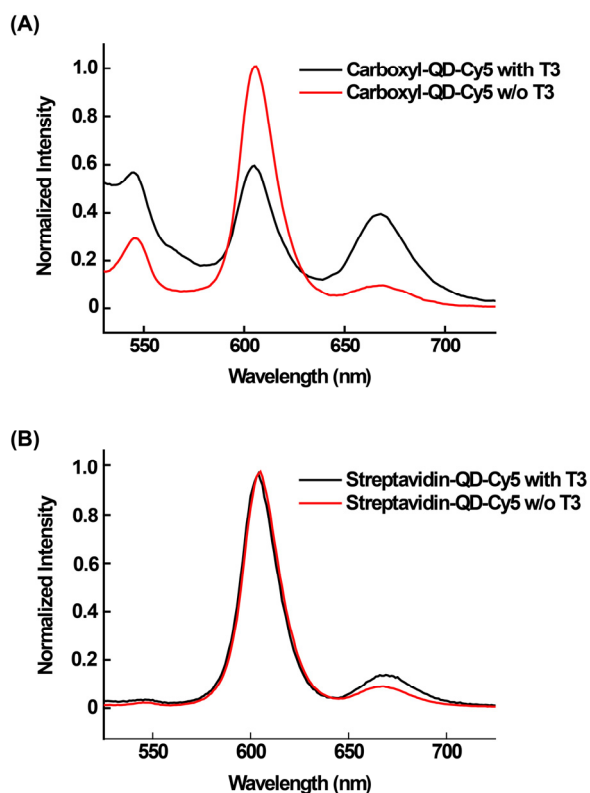 (A)
Carboxyl-QD-Cy5 with T3
Carboxyl-QD-Cy5 w/o T3
Normalized Intensity
1.0
0.8
0.6
0.4
0.2
0
550
600
650
700
Wavelength (nm)
(B)
Streptavidin-QD-Cy5 with T3
Streptavidin-QD-Cy5 w/o T3
Normalized Intensity
1.0
0.8
0.6
0.4
0.2
0
550
600
650
700
Wavelength (nm)